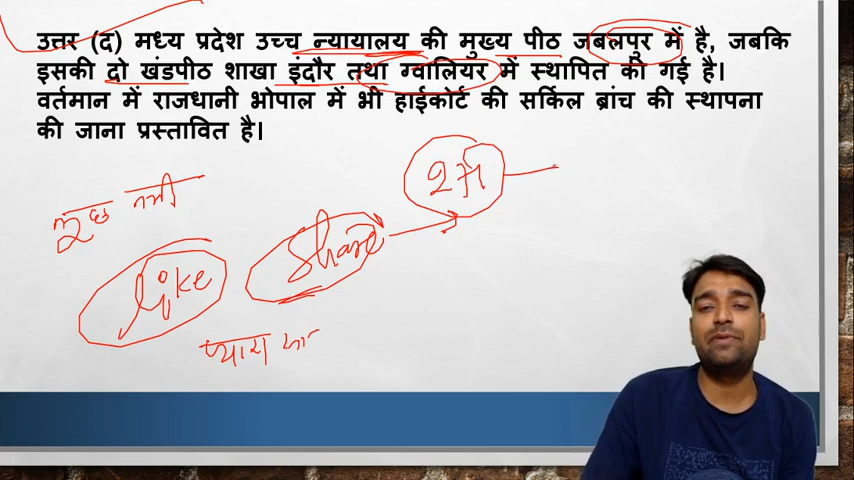 उत्तर (द) मध्य प्रदेश उच्च न्यायालय की मुख्य पीठ जबलपुर में है, जबकि
इसकी दो खंडपीठ शाखा इंदौर तथा ग्वालियर में स्थापित की गई है।
वर्तमान में राजधानी भोपाल में भी हाईकोर्ट की सर्किल ब्रांच की स्थापना
की जाना प्रस्तावित है।
Like Share